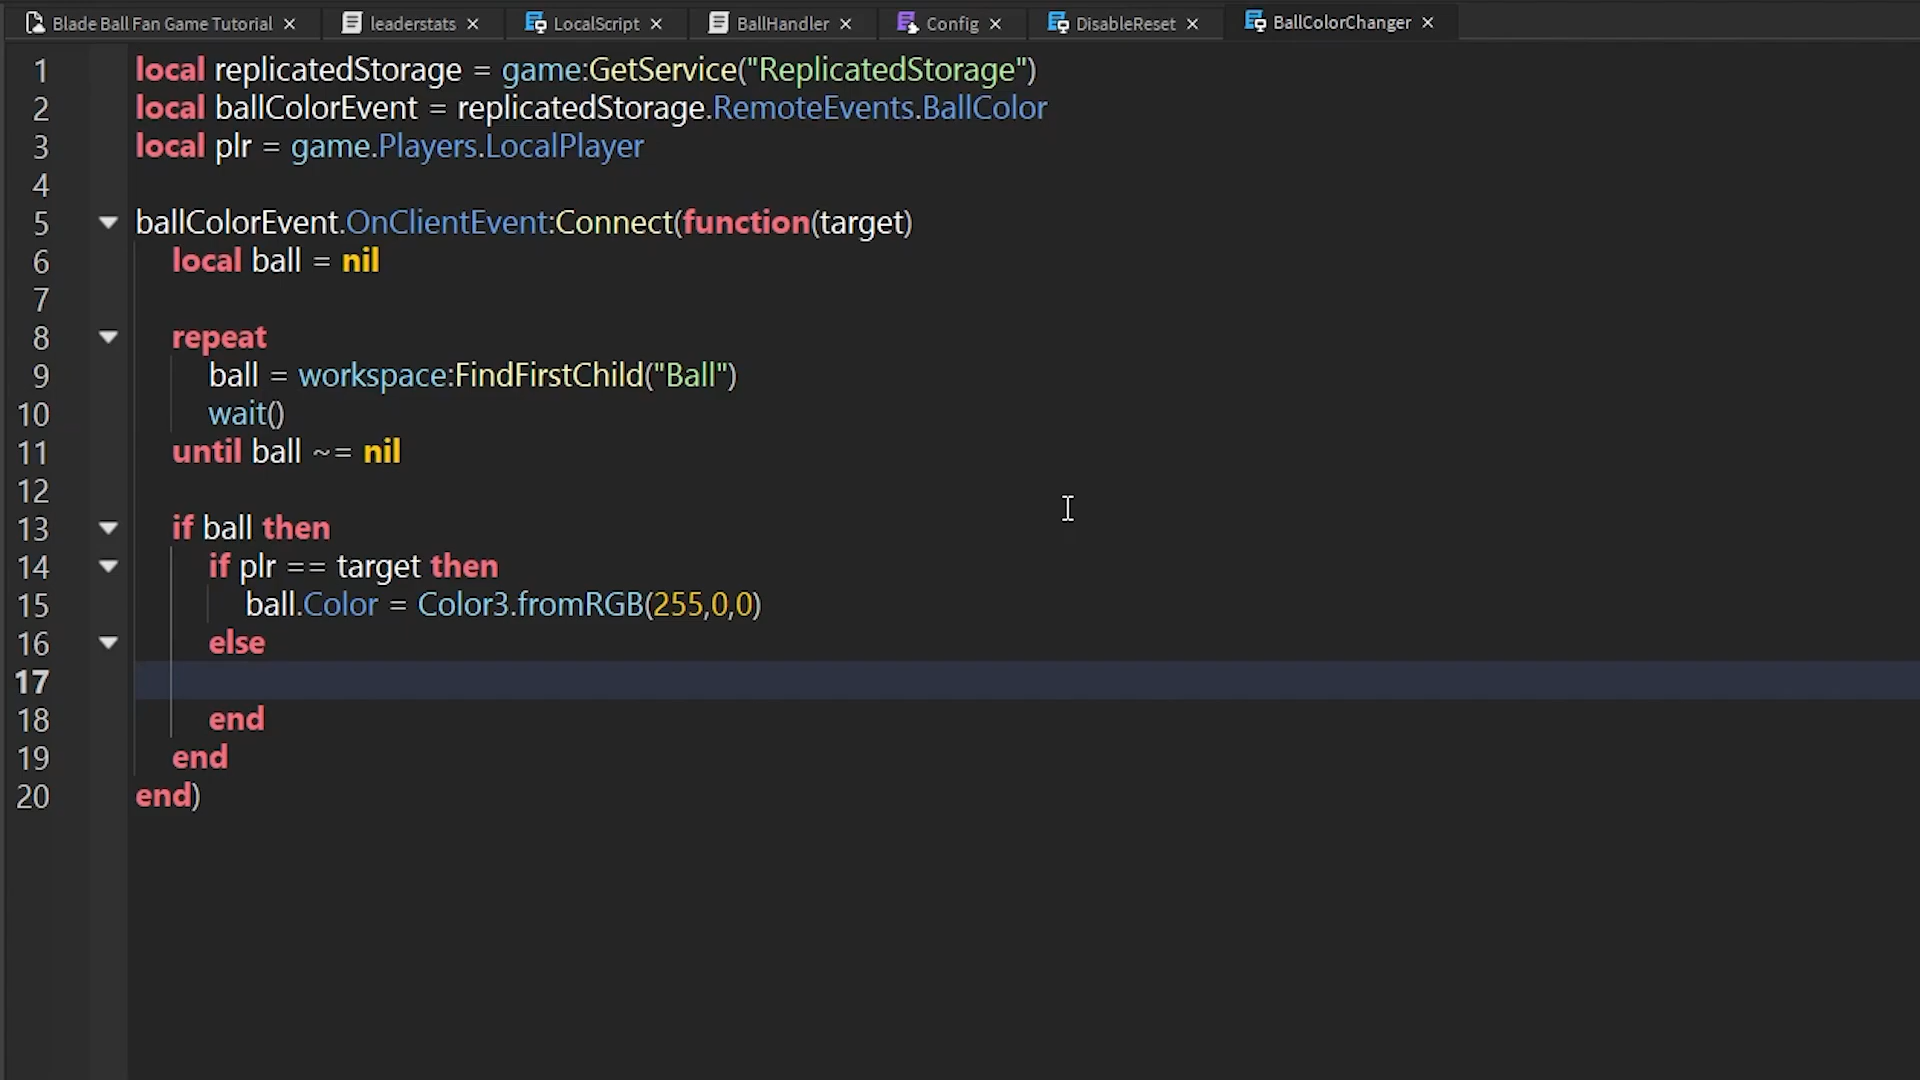 Blade Ball Fan Game Tutorial × leaderstats × LocalScript × BallHandler × Config × DisableReset × BallColorChanger ×
1 local replicatedStorage = game:GetService("ReplicatedStorage")
2 local ballColorEvent = replicatedStorage.RemoteEvents.BallColor
3 local plr = game.Players.LocalPlayer
4
5 ballColorEvent.OnClientEvent:Connect(function(target)
6 local ball = nil
7
8 repeat
9 ball = workspace:FindFirstChild("Ball")
10 wait()
11 until ball ~= nil
12
13 if ball then
14 if plr == target then
15 ball.Color = Color3.fromRGB(255,0,0)
16 else
17
18 end
19 end
20 end)